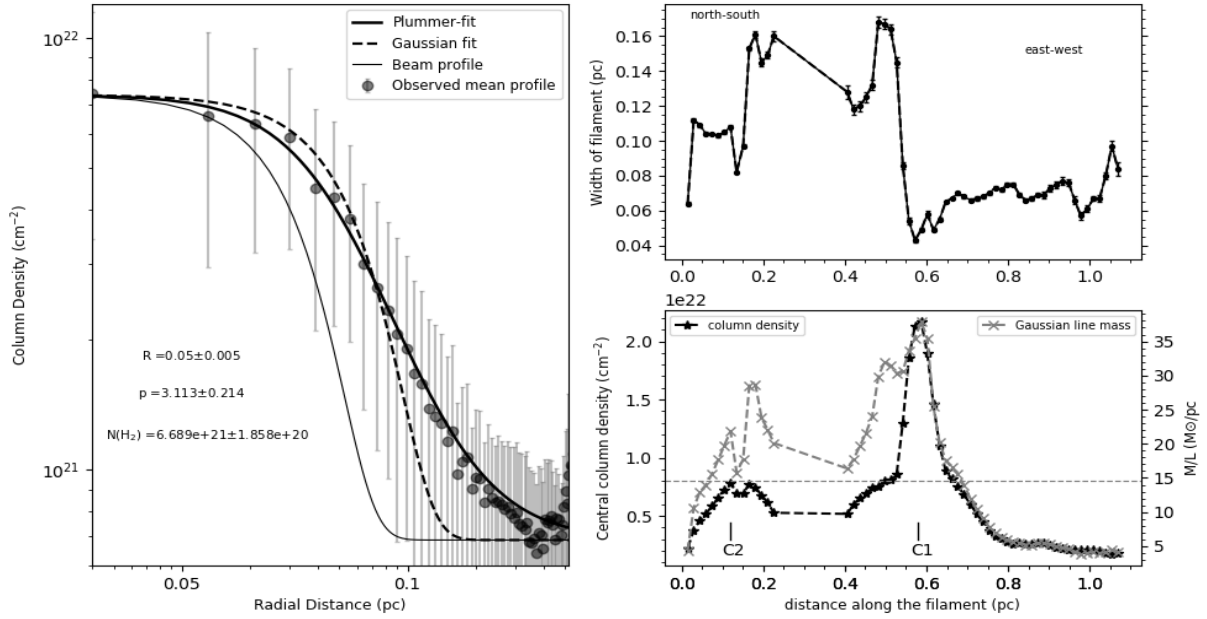 10²²
10²¹
Column Density (cm⁻²)
Plummer-fit
Gaussian fit
Beam profile
Observed mean profile
R =0.05±0.005
p =3.113±0.214
N(H₂) =6.689e+21±1.858e+20
0.05
0.1
Radial Distance (pc)
north-south
east-west
Width of filament (pc)
0.16
0.14
0.12
0.10
0.08
0.06
0.04
0.0 0.2 0.4 0.6 0.8 1.0
1e22
column density
Gaussian line mass
Central column density (cm⁻²)
2.0
1.5
1.0
0.5
C2
C1
35
30
25
20
15
10
5
M/L (M⊙/pc)
0.0 0.2 0.4 0.6 0.8 1.0
distance along the filament (pc)